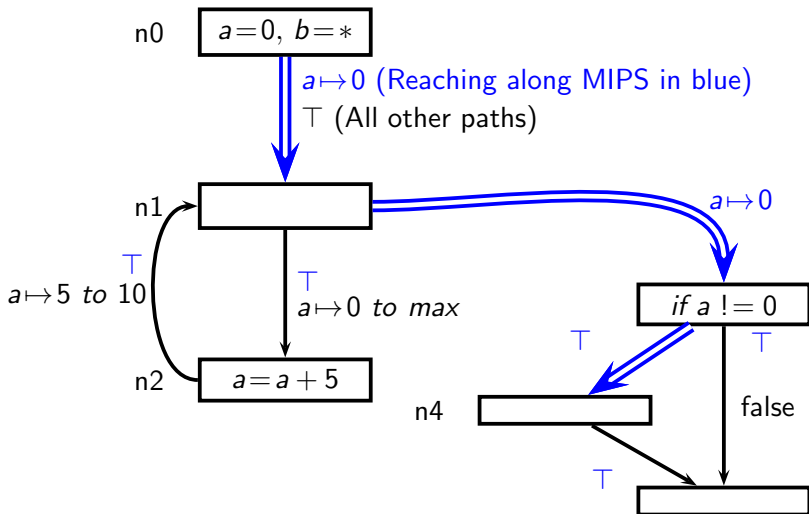 n0
a=0, b=*
a↦0 (Reaching along MIPS in blue)
⊤ (All other paths)
n1
a↦0
⊤
a↦5 to 10
⊤
a↦0 to max
if a != 0
⊤
⊤
n2
a=a+5
n4
false
⊤